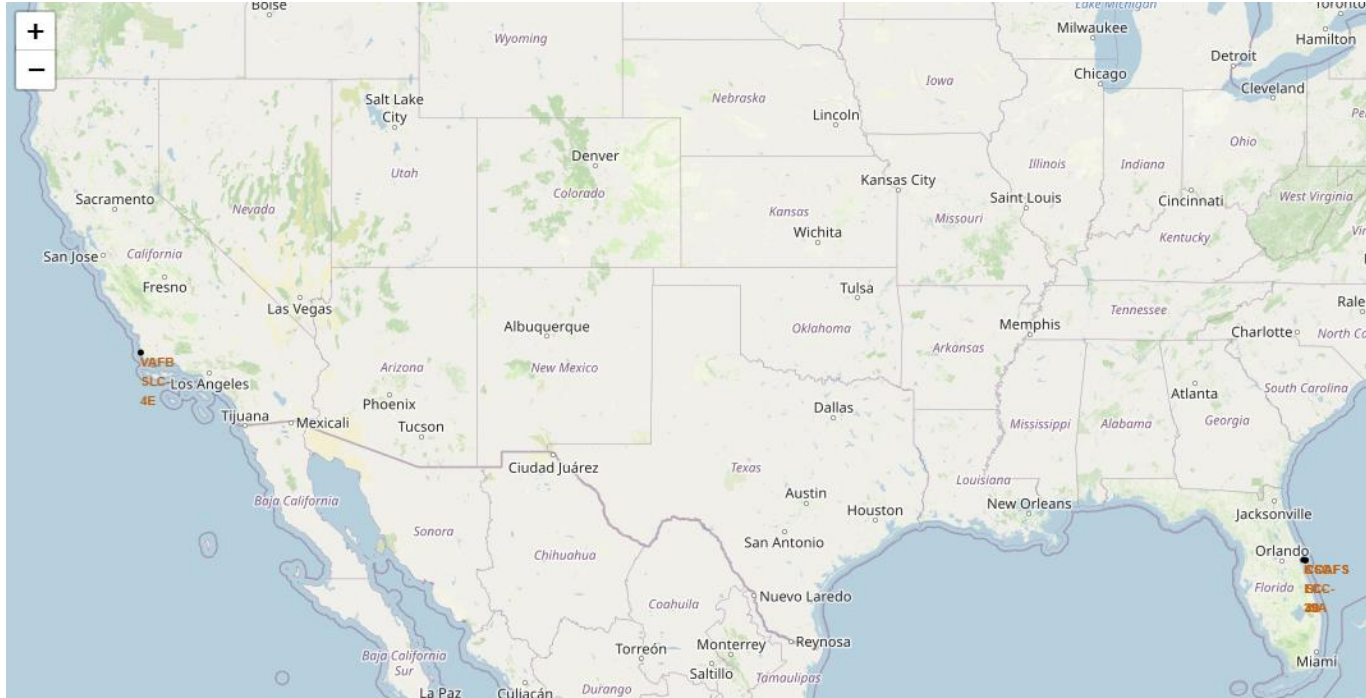 +
−
Boise
Wyoming
Lake Michigan
Milwaukee
Toronto
Hamilton
Detroit
Chicago
Cleveland
Iowa
Nebraska
Lincoln
Salt Lake
City
Denver
Utah
Colorado
Illinois
Indiana
Ohio
Kansas City
Saint Louis
Cincinnati
West Virginia
Sacramento
Nevada
Kansas
Missouri
Wichita
Kentucky
San Jose
California
Fresno
Las Vegas
Tulsa
Albuquerque
Oklahoma
Memphis
Tennessee
Charlotte
VAFB
SLC-
4E
Los Angeles
Arizona
New Mexico
Arkansas
South Carolina
Phoenix
Atlanta
Tijuana
Mexicali
Tucson
Dallas
Mississippi
Alabama
Georgia
Ciudad Juárez
Texas
Louisiana
Baja California
Austin
Houston
New Orleans
Jacksonville
Sonora
Chihuahua
San Antonio
Orlando
Florida
Coahuila
Nuevo Laredo
Torreón
Monterrey
Reynosa
Baja California
Sur
Saltillo
Tamaulipas
Miami
La Paz
Culiacán
Durango